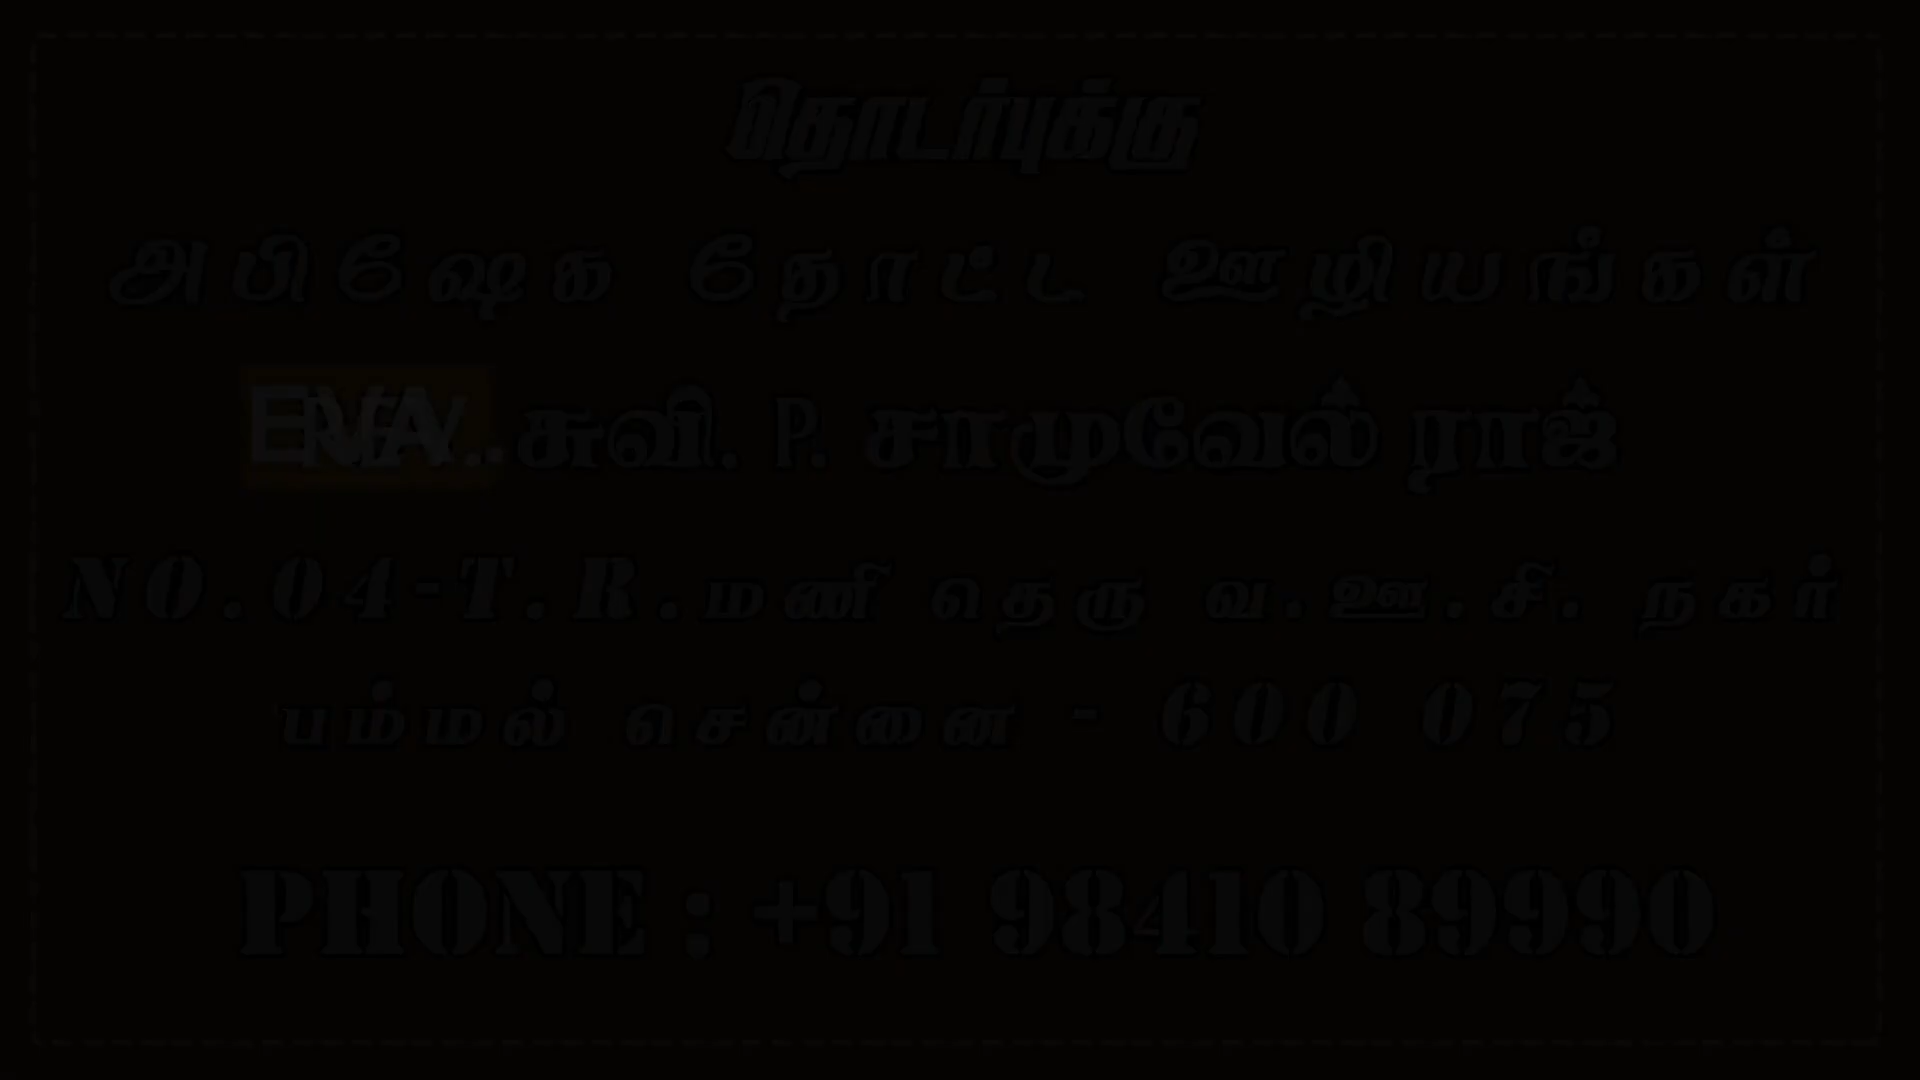 தொடர்புக்கு
அபிஷேக தோட்ட ஊழியங்கள்
சுவி. P. சாமுவேல் ராஜ்
NO.04-T.R.மணி தெரு வ.ஊ.சி. நகர்
பம்மல் சென்னை - 600 075
PHONE : +91 98410 89990